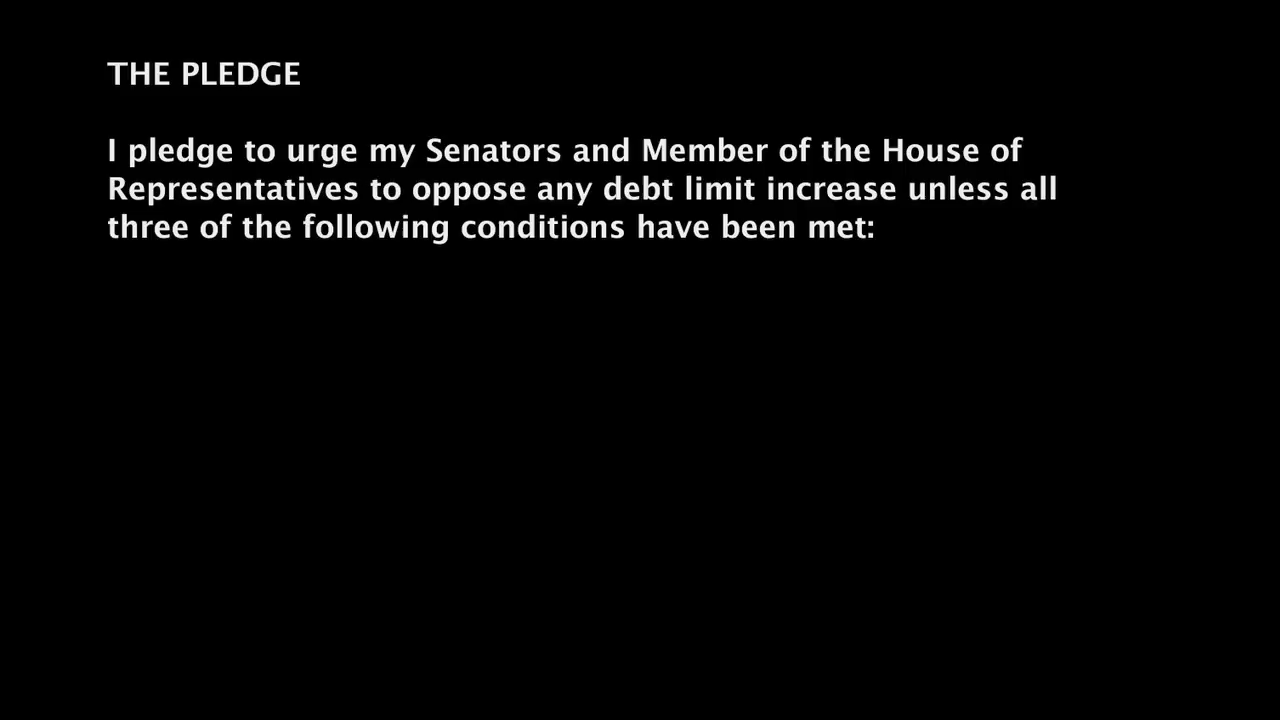 THE PLEDGE
I pledge to urge my Senators and Member of the House of
Representatives to oppose any debt limit increase unless all
three of the following conditions have been met: